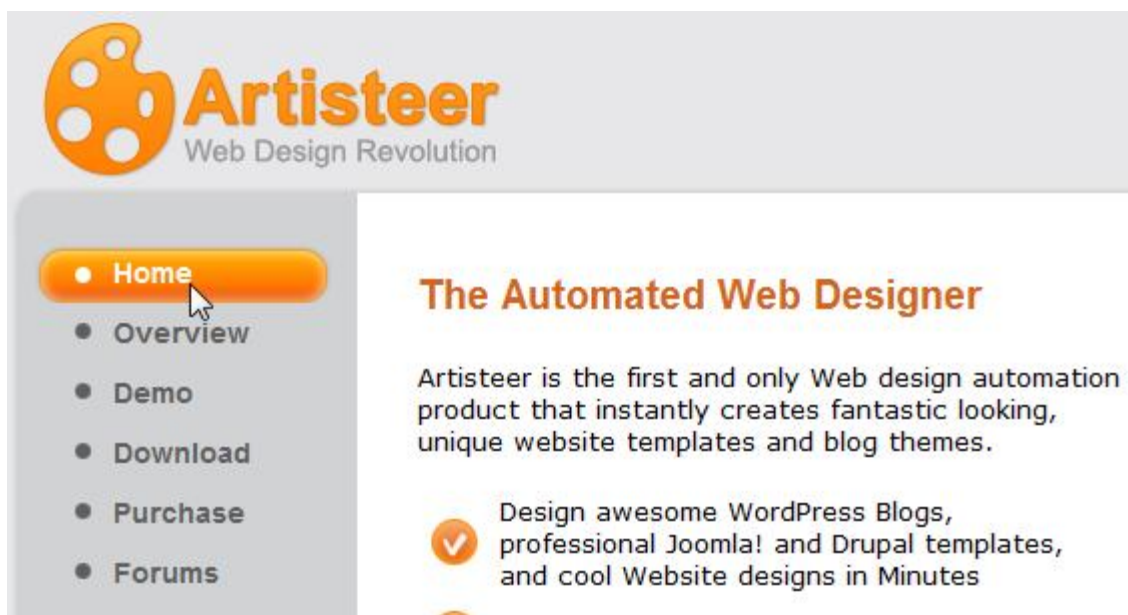 Artisteer
Web Design Revolution
Home
Overview
Demo
Download
Purchase
Forums
The Automated Web Designer
Artisteer is the first and only Web design automation
product that instantly creates fantastic looking,
unique website templates and blog themes.
Design awesome WordPress Blogs,
professional Joomla! and Drupal templates,
and cool Website designs in Minutes